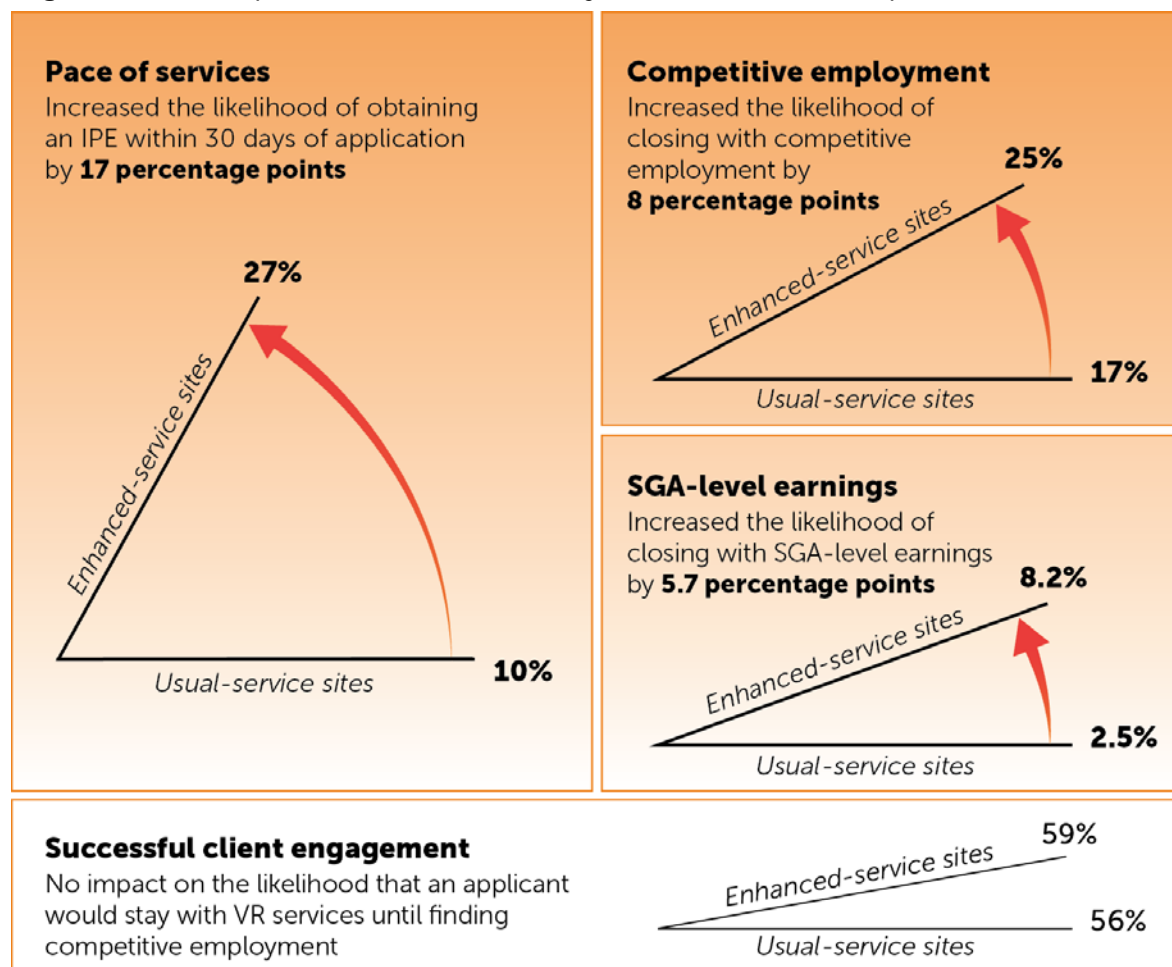 Pace of services
Increased the likelihood of obtaining
an IPE within 30 days of application
by 17 percentage points
27%
Enhanced-service sites
10%
Usual-service sites
Competitive employment
Increased the likelihood of
closing with competitive
employment by
8 percentage points
25%
Enhanced-service sites
17%
Usual-service sites
SGA-level earnings
Increased the likelihood of
closing with SGA-level earnings
by 5.7 percentage points
8.2%
Enhanced-service sites
2.5%
Usual-service sites
Successful client engagement
No impact on the likelihood that an applicant
would stay with VR services until finding
competitive employment
59%
Enhanced-service sites
56%
Usual-service sites